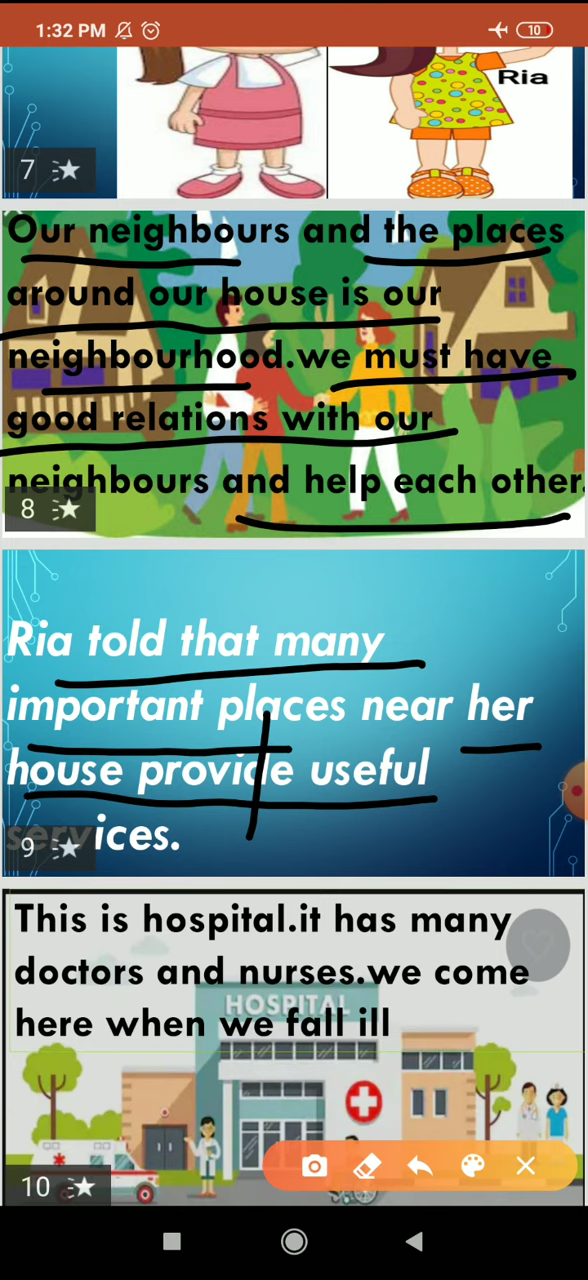 1:32 PM
10
Ria
7
Our neighbours and the places
around our house is our
neighbourhood.we must have
good relations with our
neighbours and help each other.
8
Ria told that many
important places near her
house provide useful
services.
9
This is hospital.it has many
doctors and nurses.we come
here when we fall ill
HOSPITAL
10